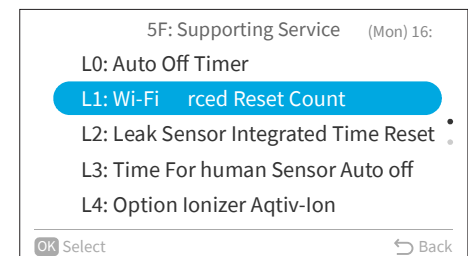 5F: Supporting Service (Mon) 16:
L0: Auto Off Timer
L1: Wi-Fi rced Reset Count
L2: Leak Sensor Integrated Time Reset
L3: Time For human Sensor Auto off
L4: Option Ionizer Aqtiv-Ion
OK Select Back